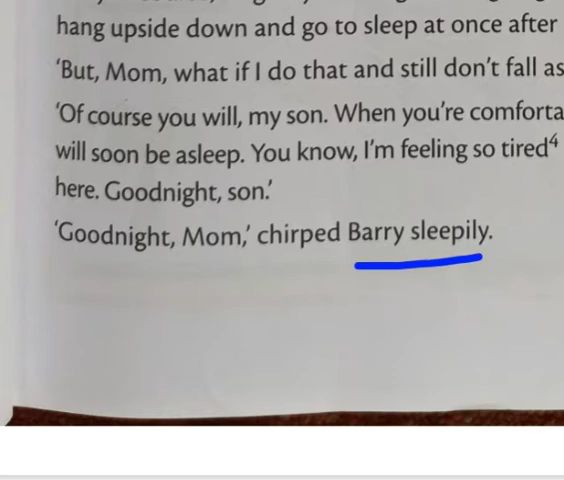 hang upside down and go to sleep at once after
'But, Mom, what if I do that and still don't fall as
'Of course you will, my son. When you're comforta
will soon be asleep. You know, I'm feeling so tired⁴
here. Goodnight, son.'
'Goodnight, Mom,' chirped Barry sleepily.